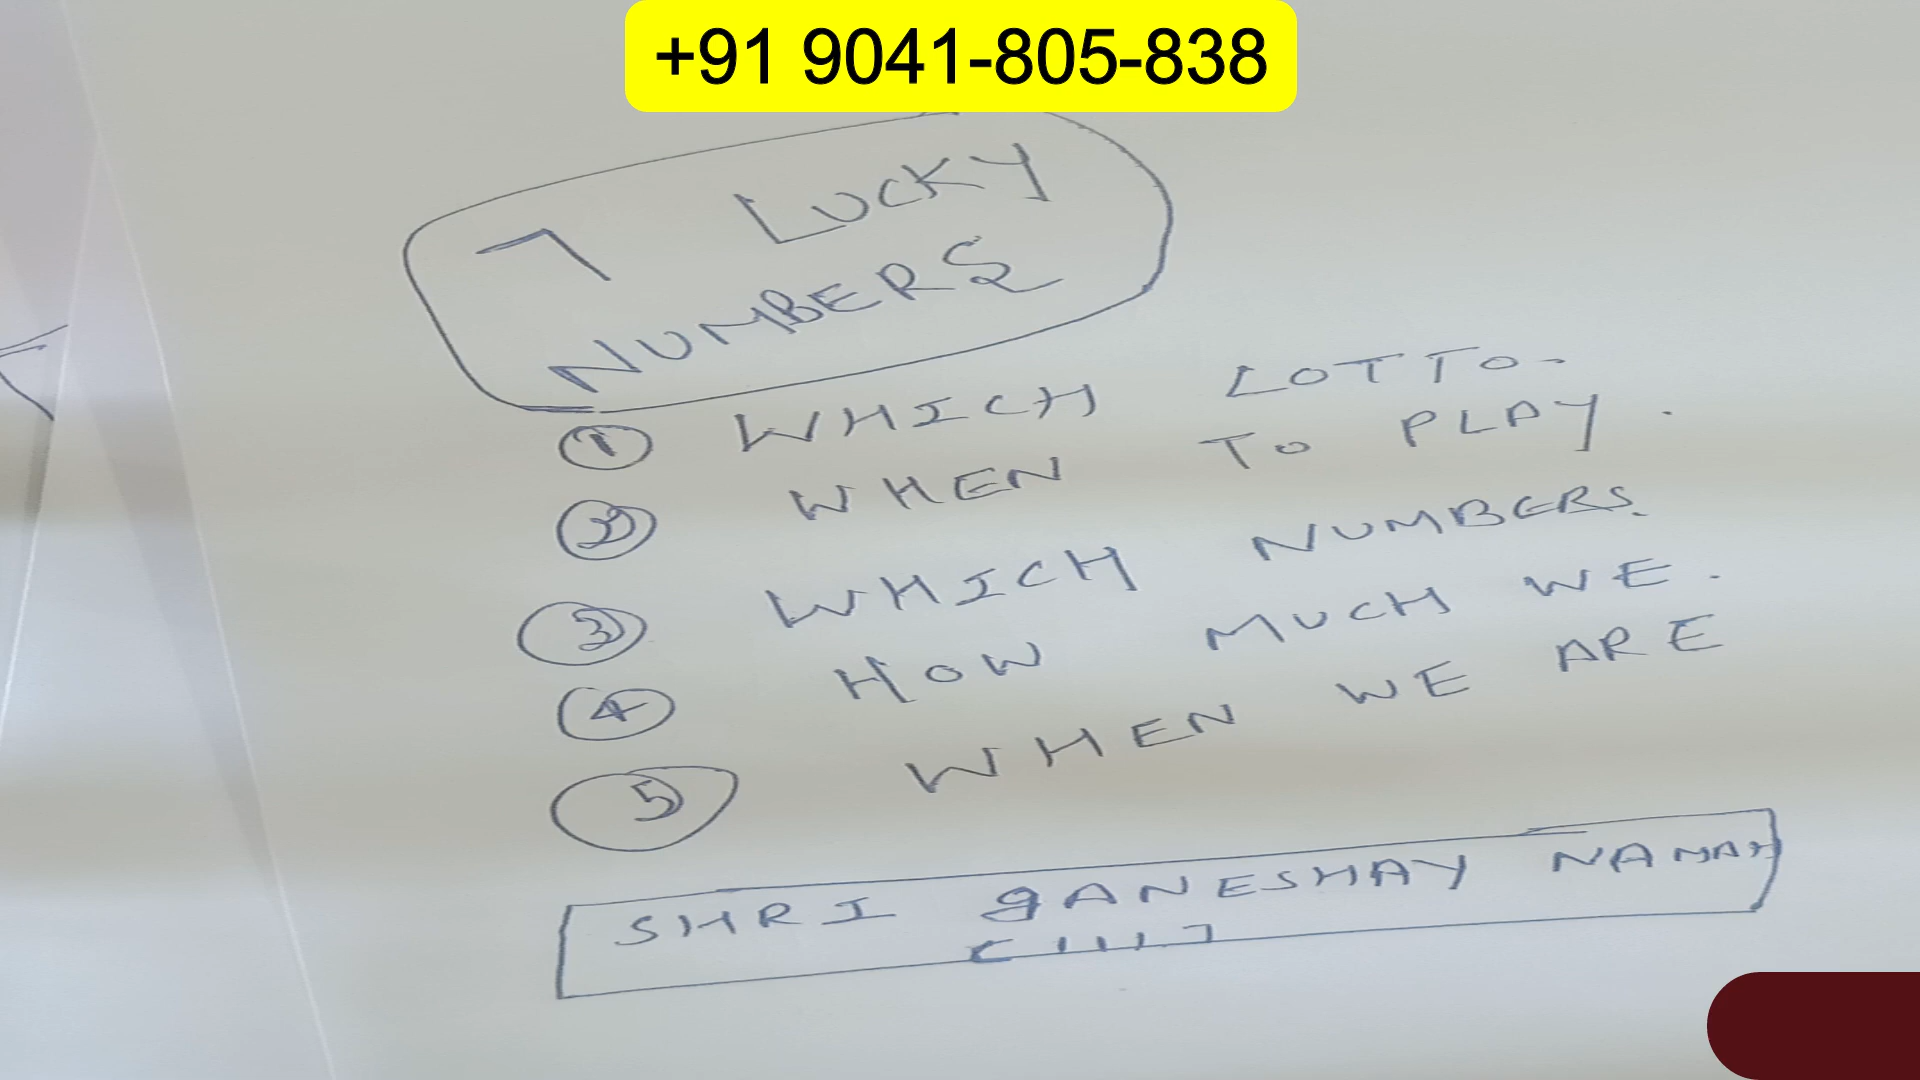 +91 9041-805-838
7 LUCKY
NUMBERS
1 WHICH LOTTO.
2 WHEN TO PLAY.
3 WHICH NUMBERS.
4 HOW MUCH WE.
5 WHEN WE ARE
SHRI gANESHAY NAMAH